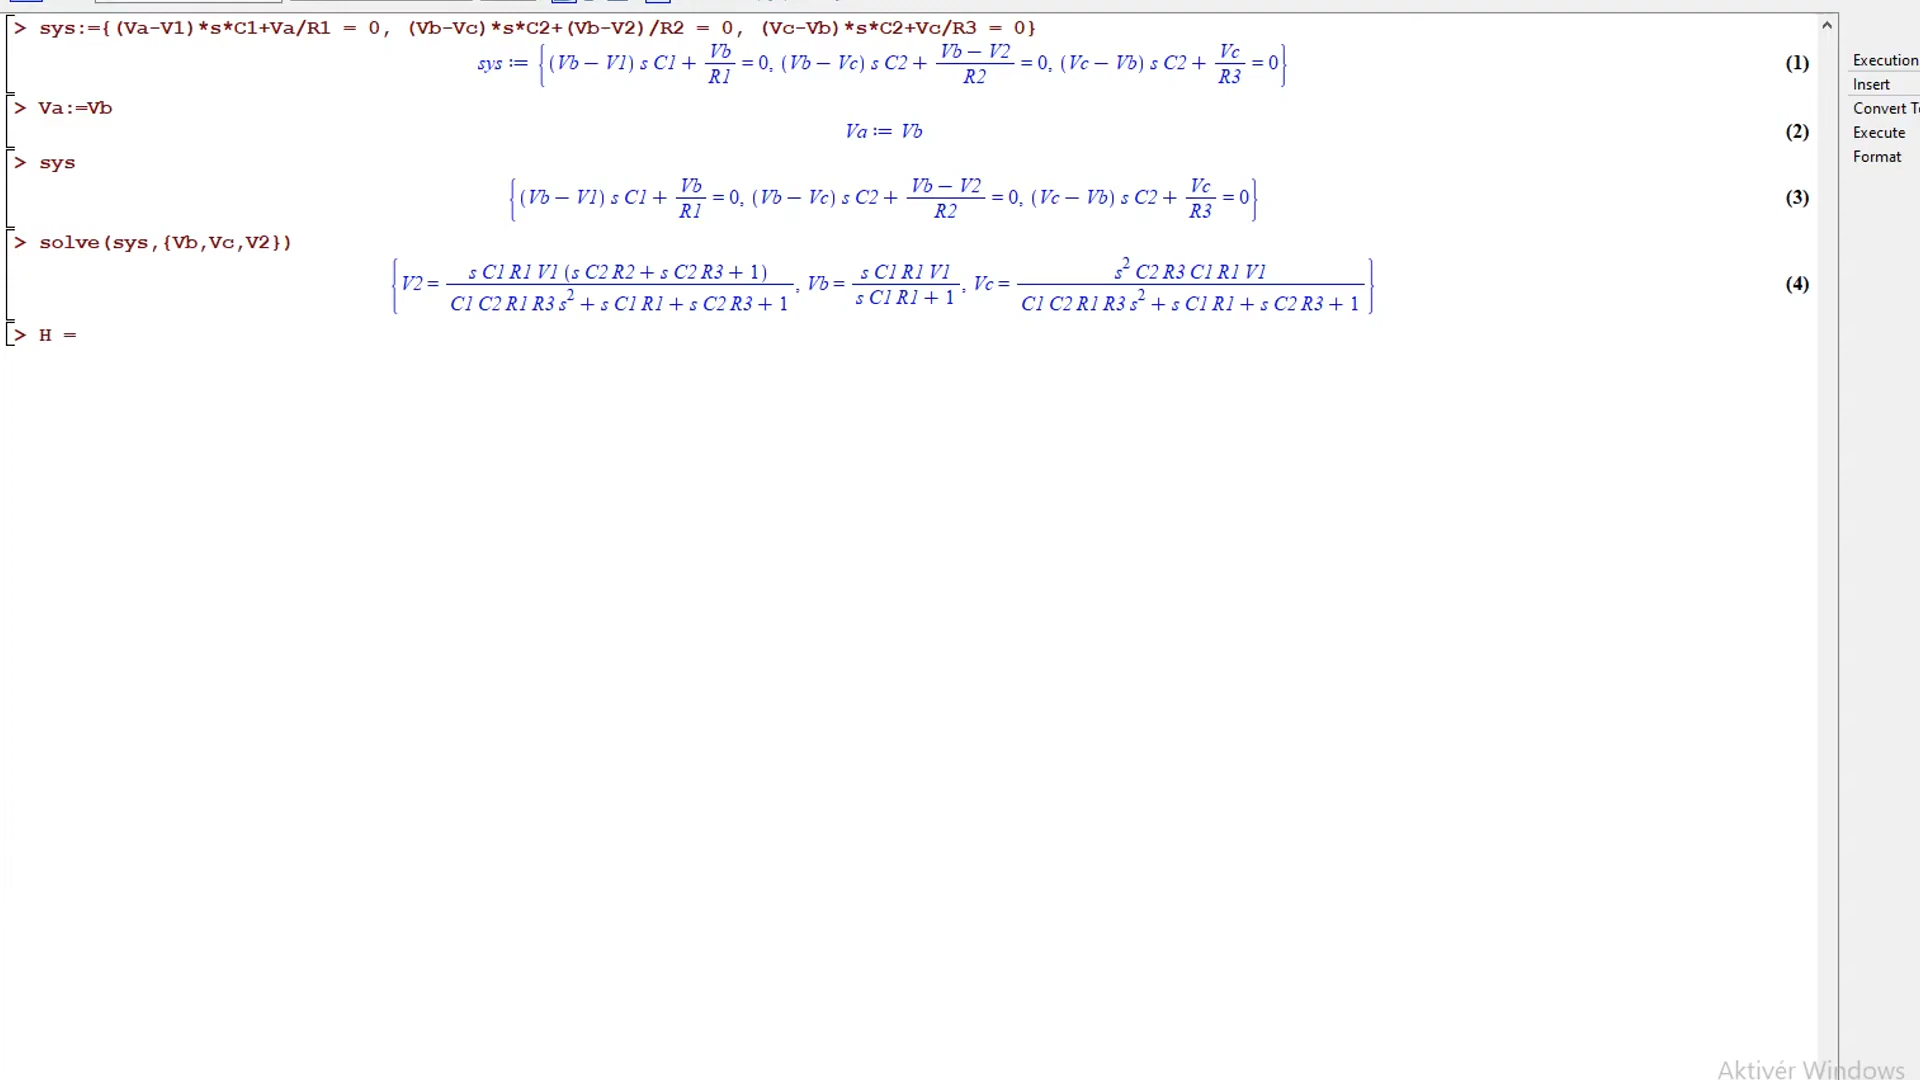 > sys:={(Va-V1)*s*C1+Va/R1 = 0, (Vb-Vc)*s*C2+(Vb-V2)/R2 = 0, (Vc-Vb)*s*C2+Vc/R3 = 0}
sys := {(Vb − V1) s C1 + Vb/R1 = 0, (Vb − Vc) s C2 + (Vb − V2)/R2 = 0, (Vc − Vb) s C2 + Vc/R3 = 0} (1)
> Va:=Vb
Va := Vb (2)
> sys
{(Vb − V1) s C1 + Vb/R1 = 0, (Vb − Vc) s C2 + (Vb − V2)/R2 = 0, (Vc − Vb) s C2 + Vc/R3 = 0} (3)
> solve(sys,{Vb,Vc,V2})
{V2 = s C1 R1 V1 (s C2 R2 + s C2 R3 + 1)/(C1 C2 R1 R3 s² + s C1 R1 + s C2 R3 + 1), Vb = s C1 R1 V1/(s C1 R1 + 1), Vc = s² C2 R3 C1 R1 V1/(C1 C2 R1 R3 s² + s C1 R1 + s C2 R3 + 1)} (4)
> H =
Execution
Insert
Convert T
Execute
Format
Aktivér Windows